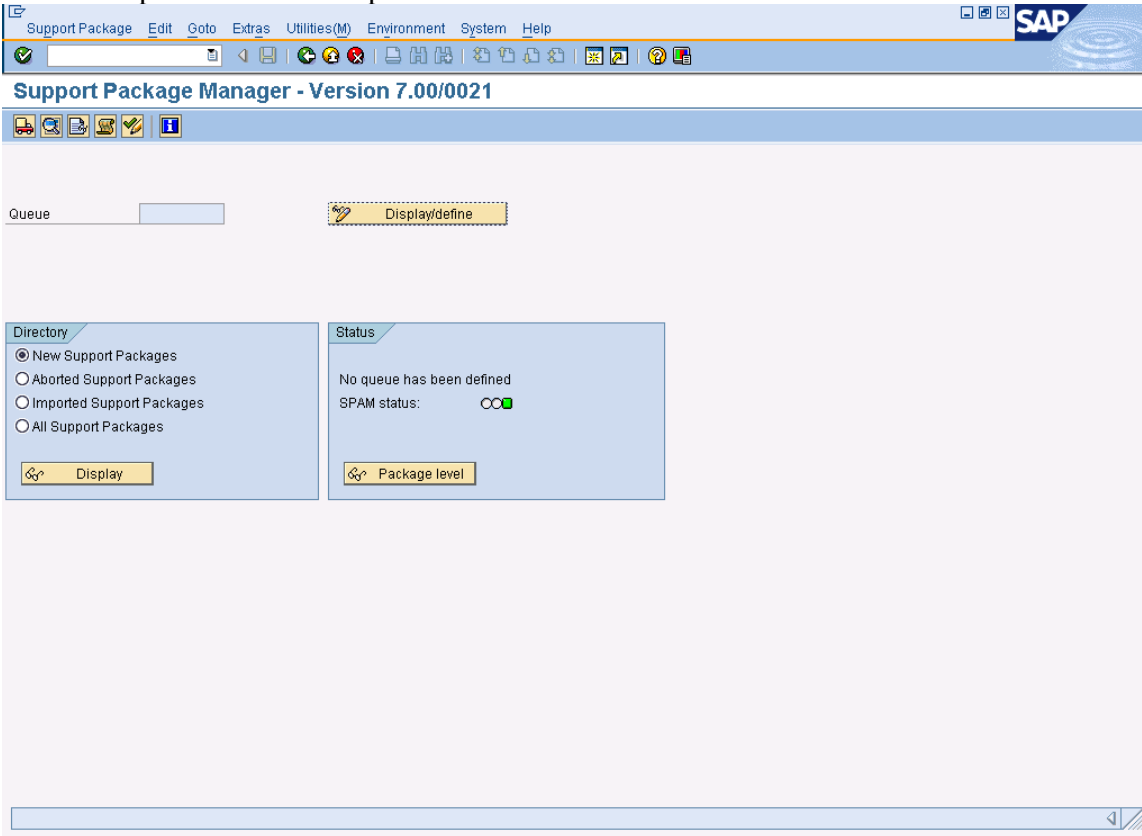 Support Package Edit Goto Extras Utilities(M) Environment System Help
SAP
Support Package Manager - Version 7.00/0021
Queue
Display/define
Directory
New Support Packages
Aborted Support Packages
Imported Support Packages
All Support Packages
Display
Status
No queue has been defined
SPAM status:
Package level